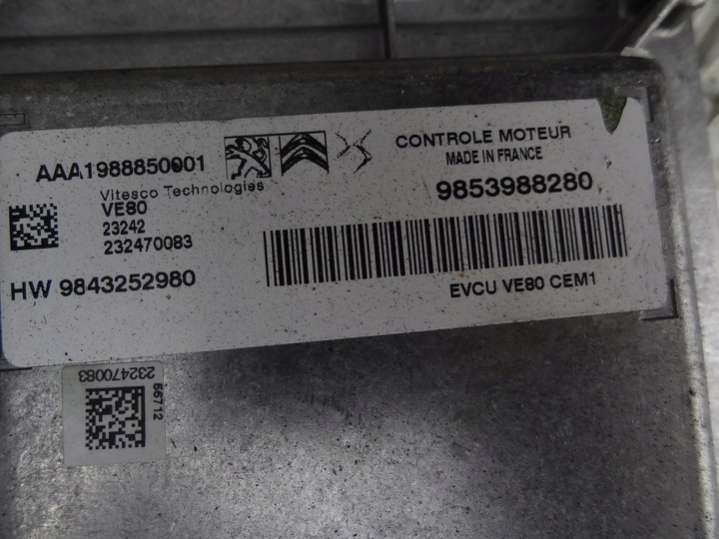 AAA1988850001
Vitesco Technologies
VE80
23242
232470083
HW 9843252980
CONTROLE MOTEUR
MADE IN FRANCE
9853988280
EVCU VE80 CEM1
232470083
66712